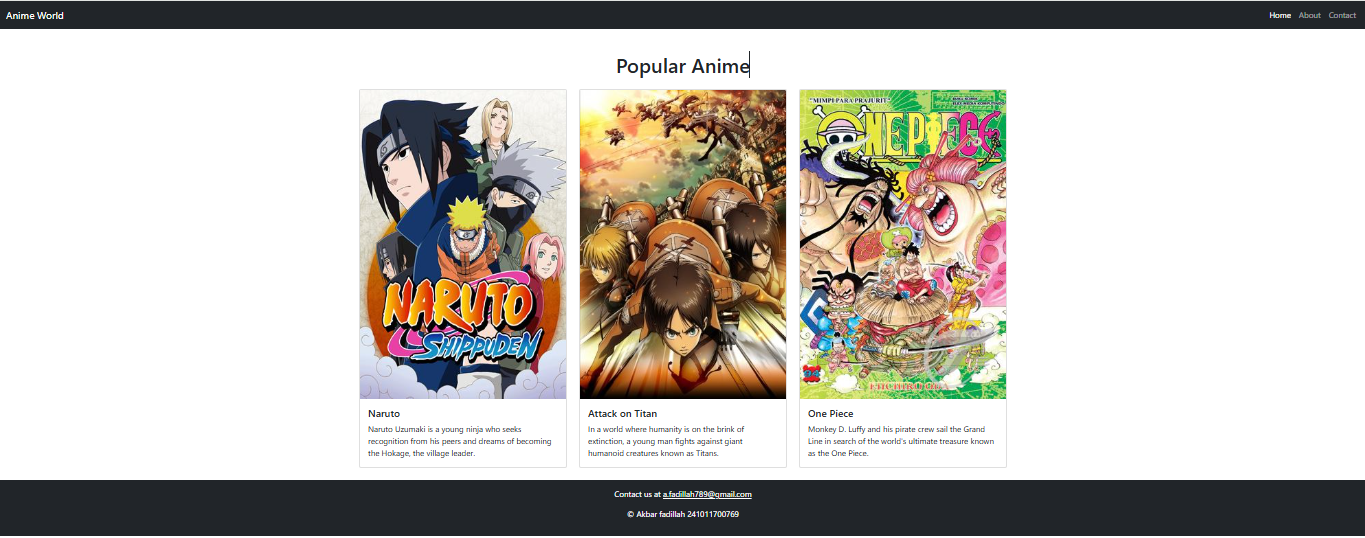 Anime World
Home About Contact
Popular Anime
NARUTO
SHIPPUDEN
"MIMPI PARA PRAJURIT"
ONE PIECE
94
EIICHIRO ODA
Naruto
Naruto Uzumaki is a young ninja who seeks
recognition from his peers and dreams of becoming
the Hokage, the village leader.
Attack on Titan
In a world where humanity is on the brink of
extinction, a young man fights against giant
humanoid creatures known as Titans.
One Piece
Monkey D. Luffy and his pirate crew sail the Grand
Line in search of the world's ultimate treasure known
as the One Piece.
Contact us at a.fadillah789@gmail.com
© Akbar fadillah 241011700769